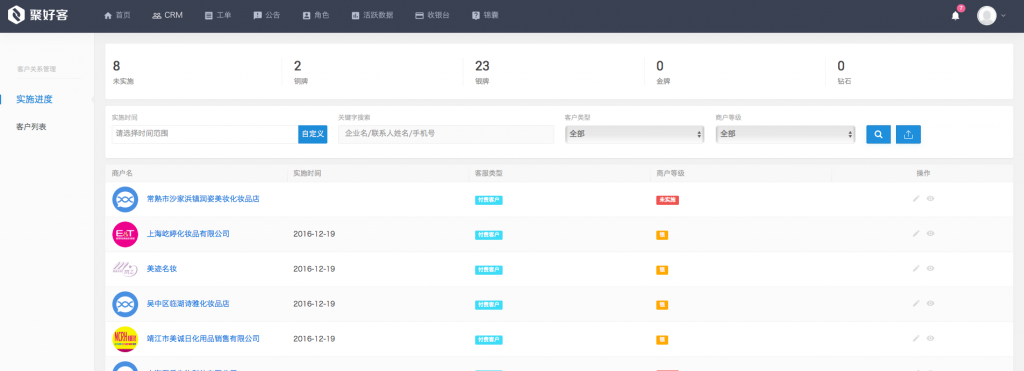 聚好客 首页 CRM 工单 公告 角色 活跃数据 收银台 锦囊 7
客户关系管理
实施进度
客户列表
8 2 23 0 0
未实施 铜牌 银牌 金牌 钻石
实施时间 关键字搜索 客户类型 商户等级
请选择时间范围 自定义 企业名/联系人姓名/手机号 全部 全部
商户名 实施时间 客服类型 商户等级 操作
常熟市沙家浜镇润姿美妆化妆品店 付费客户 未实施
上海屹婷化妆品有限公司 2016-12-19 付费客户 银
美迩名妆 2016-12-19 付费客户 银
吴中区临湖诗雅化妆品店 2016-12-19 付费客户 银
靖江市美诚日化用品销售有限公司 2016-12-19 付费客户 银